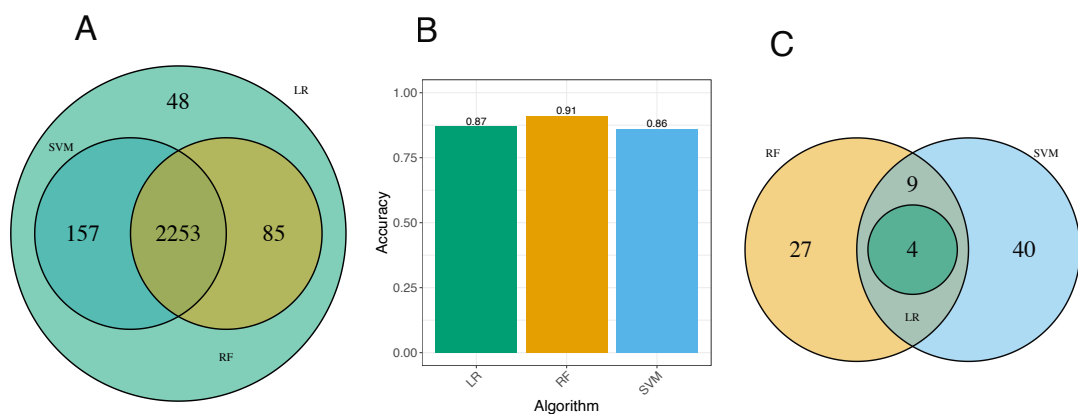 A
LR
48
SVM
157
2253
85
RF
B
Accuracy
1.00
0.75
0.50
0.25
0.00
0.87
0.91
0.86
LR
RF
SVM
Algorithm
C
RF
SVM
9
27
4
40
LR